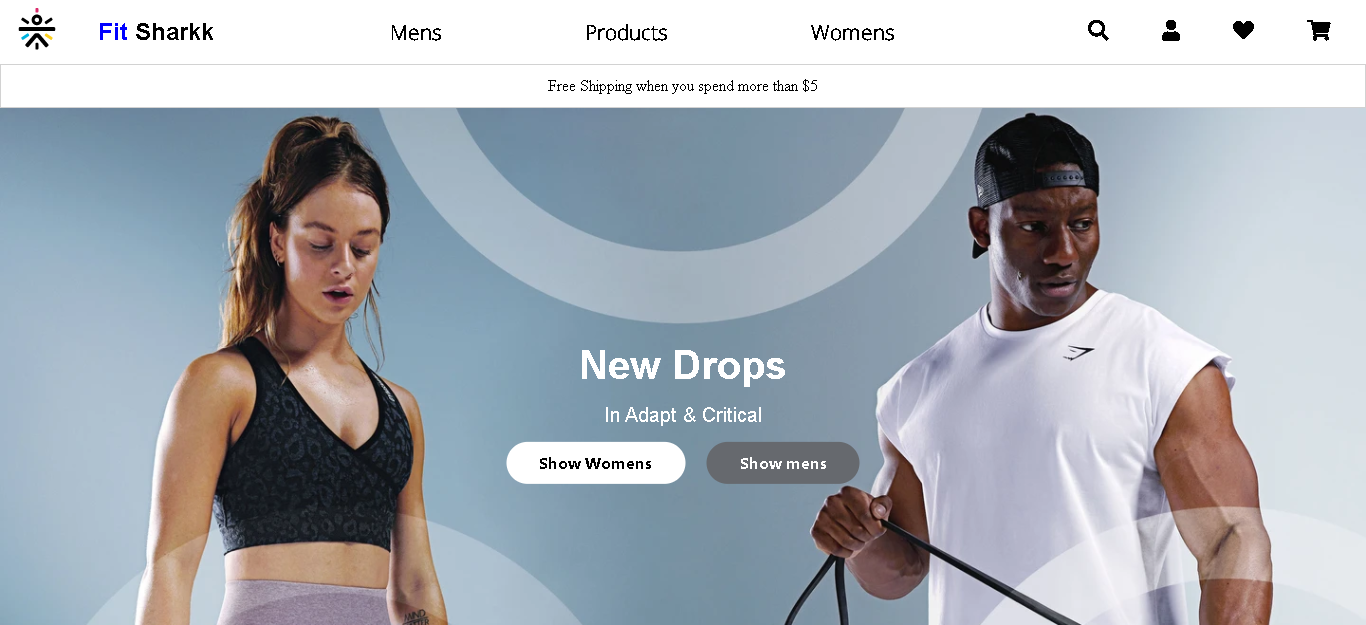 Fit Sharkk
Mens
Products
Womens
Free Shipping when you spend more than $5
New Drops
In Adapt & Critical
Show Womens
Show mens